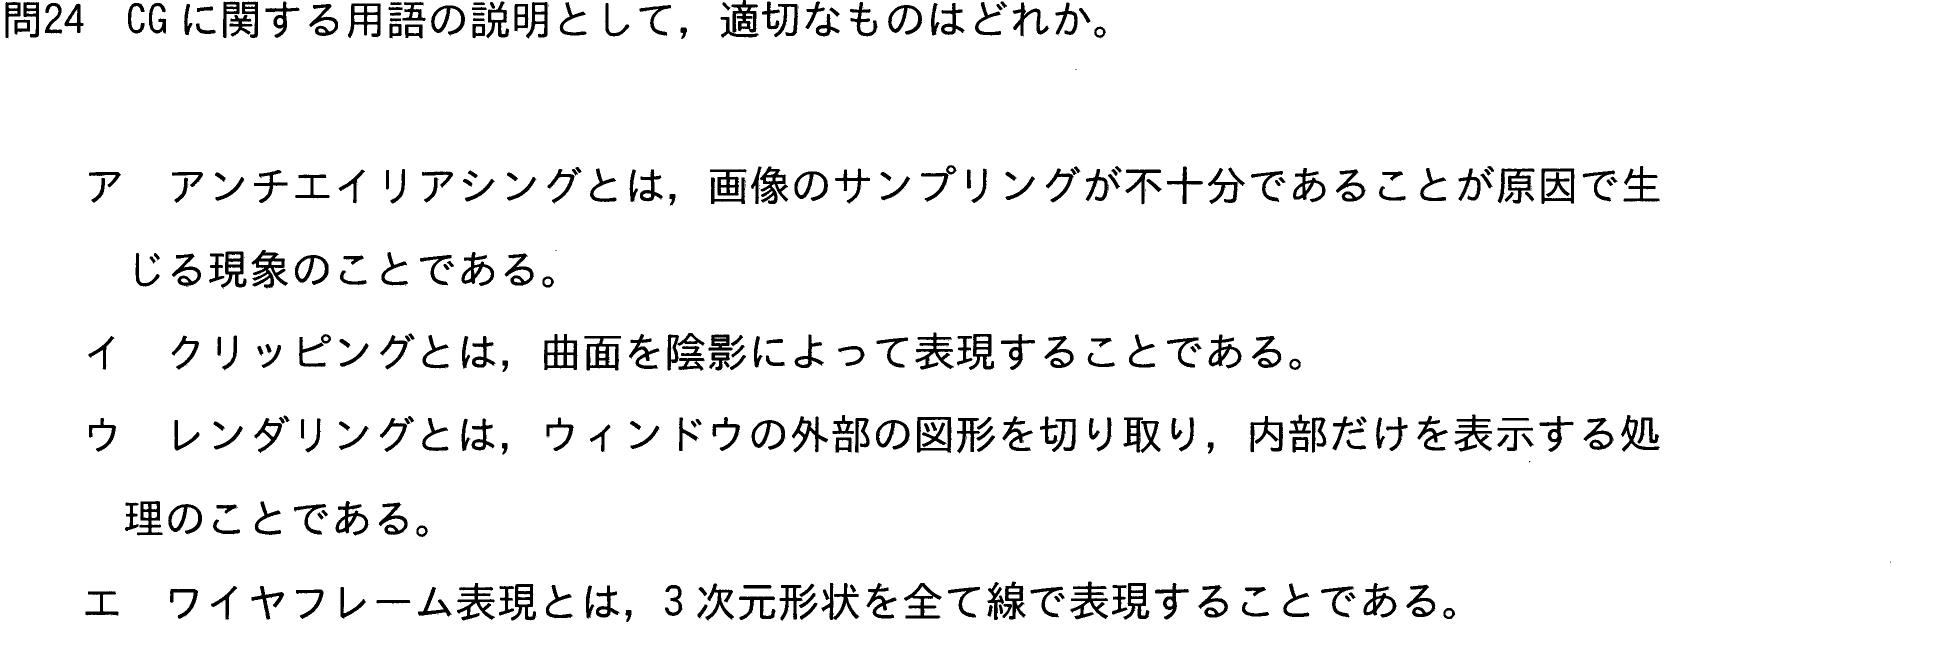 問24　CGに関する用語の説明として，適切なものはどれか。
ア　アンチエイリアシングとは，画像のサンプリングが不十分であることが原因で生
じる現象のことである。
イ　クリッピングとは，曲面を陰影によって表現することである。
ウ　レンダリングとは，ウィンドウの外部の図形を切り取り，内部だけを表示する処
理のことである。
エ　ワイヤフレーム表現とは，3次元形状を全て線で表現することである。